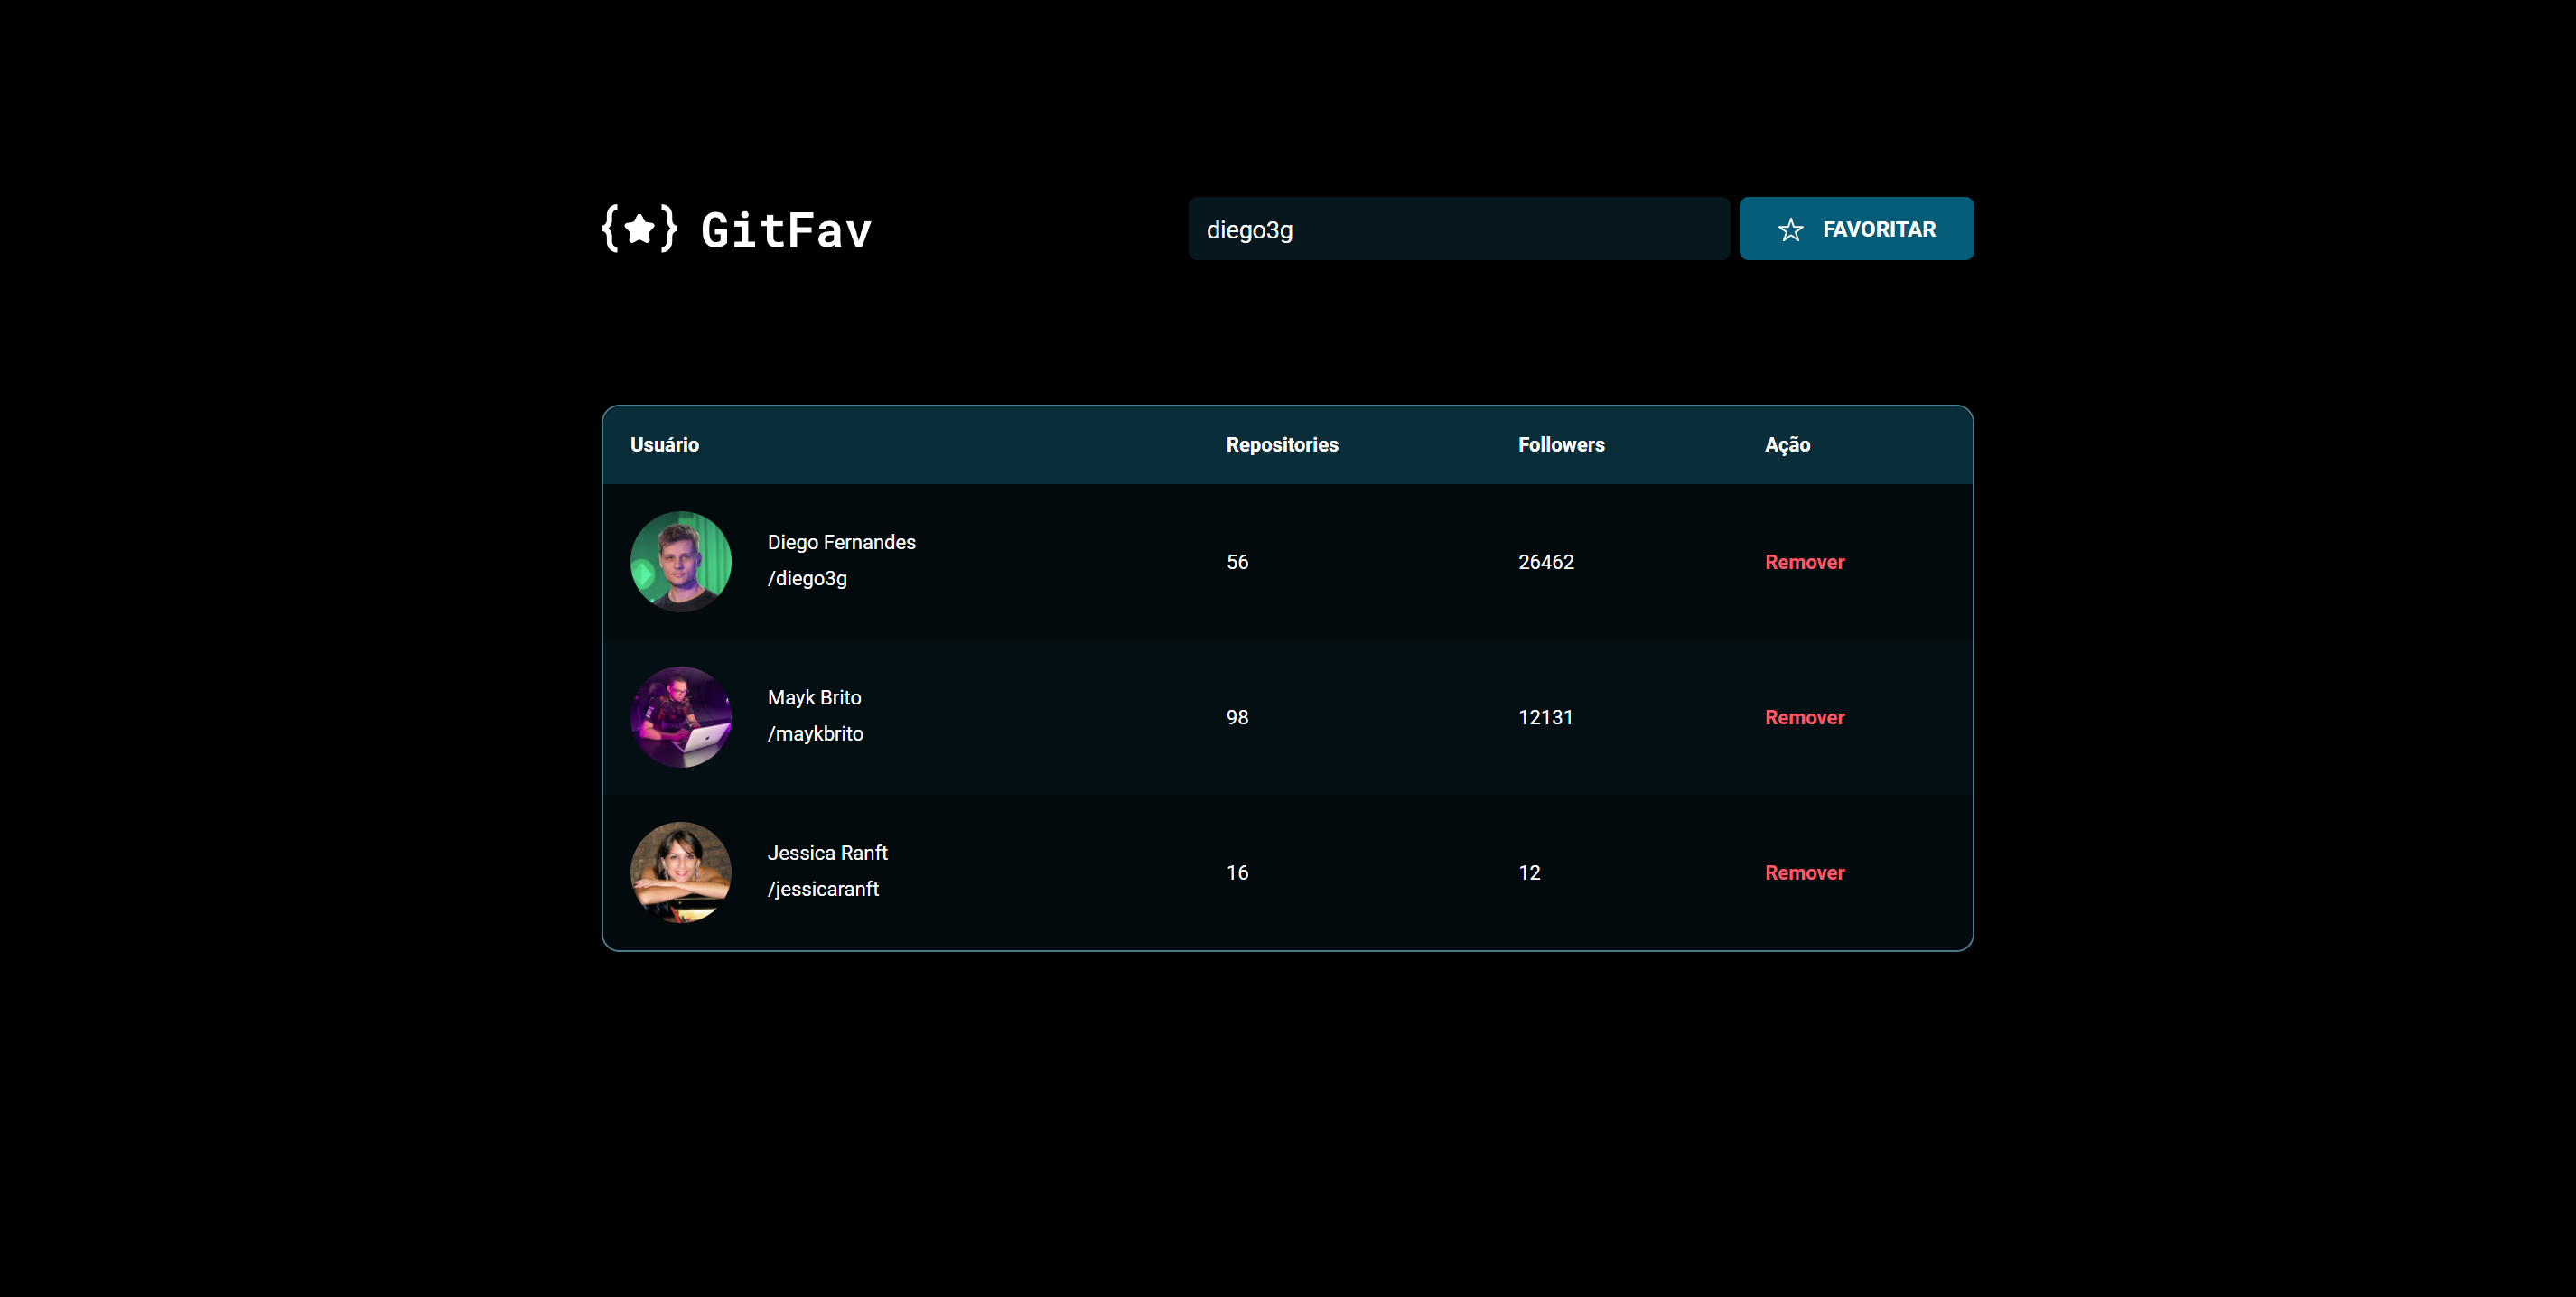 GitFav
diego3g
FAVORITAR
Usuário Repositories Followers Ação
Diego Fernandes
/diego3g
56 26462 Remover
Mayk Brito
/maykbrito
98 12131 Remover
Jessica Ranft
/jessicaranft
16 12 Remover